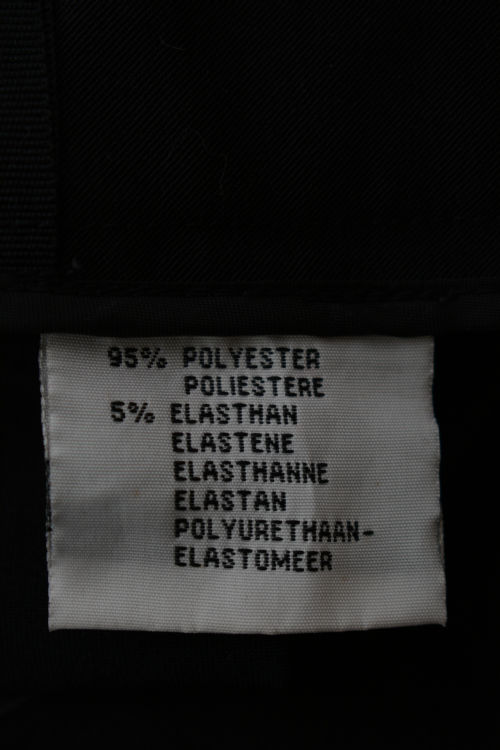 95% POLYESTER
POLIESTERE
5% ELASTHAN
ELASTENE
ELASTHANNE
ELASTAN
POLYURETHAAN-
ELASTOMEER